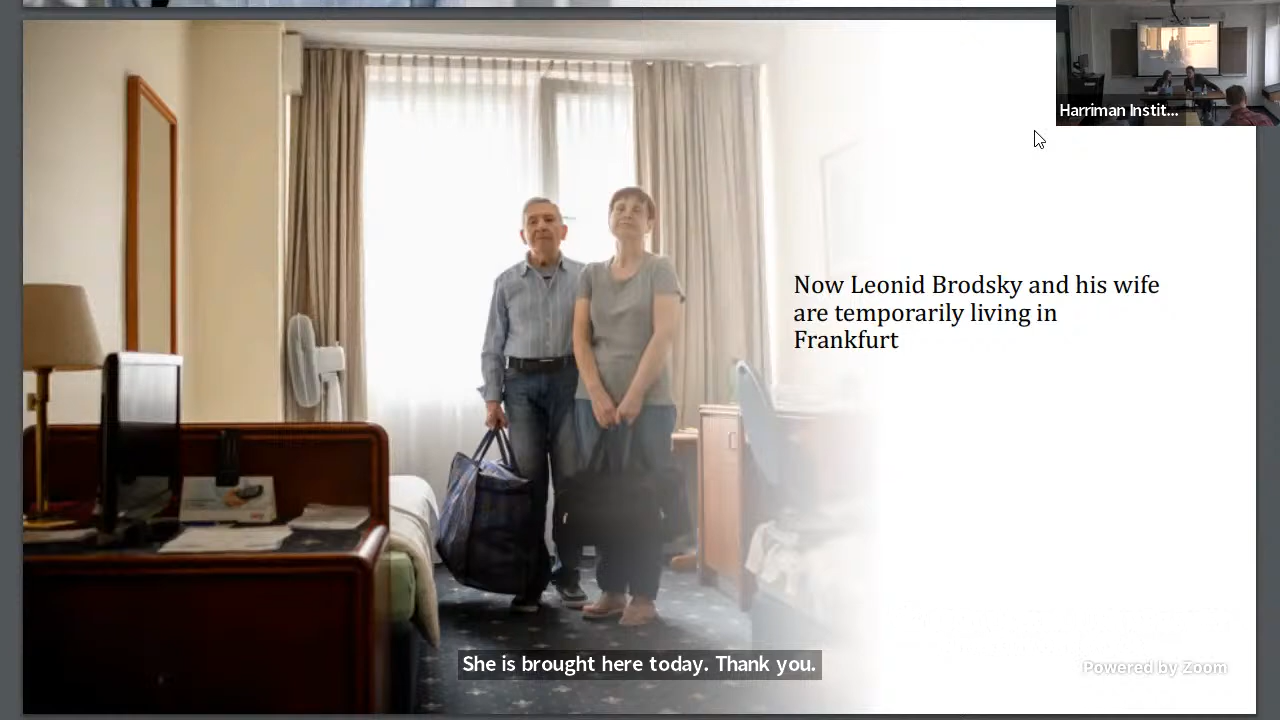 Harriman Instit...
Now Leonid Brodsky and his wife
are temporarily living in
Frankfurt
She is brought here today. Thank you.
Powered by Zoom